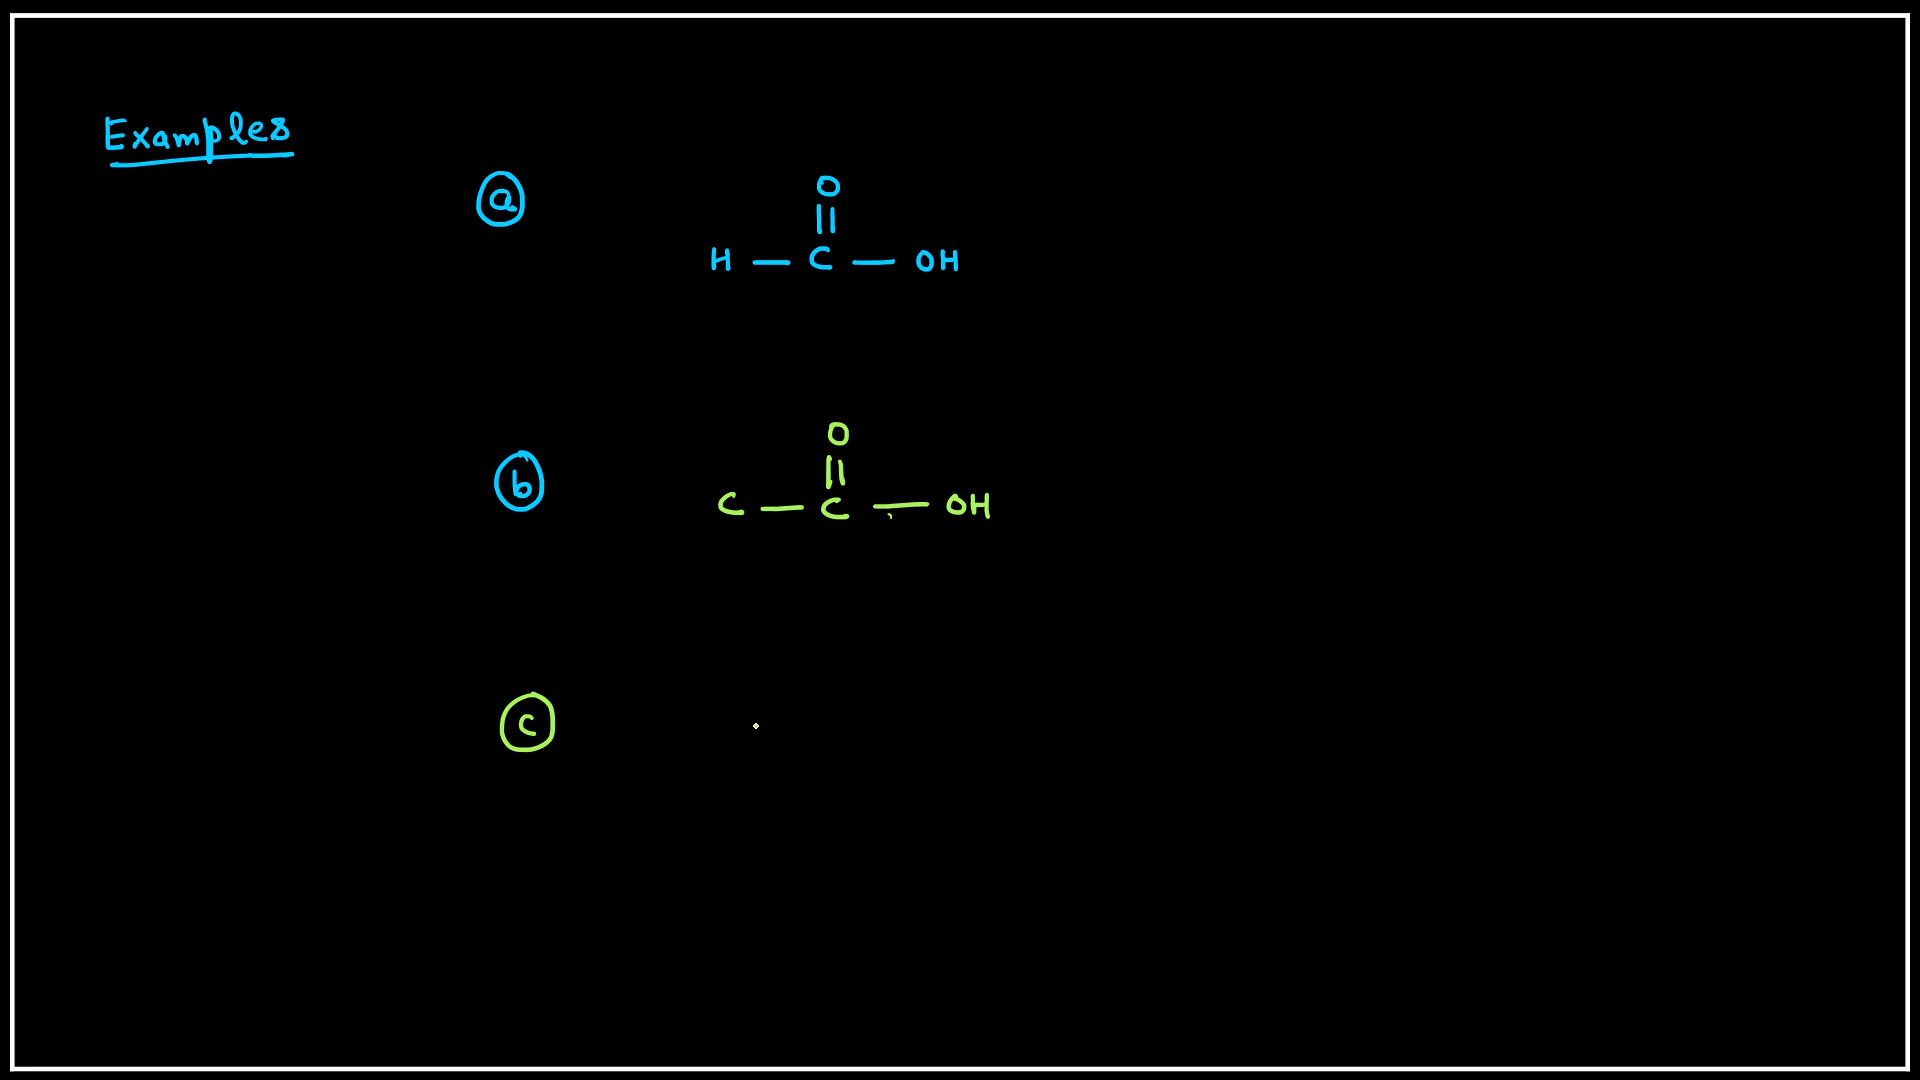 Examples
a
O
||
H — C — OH
b
O
||
C — C — OH
c